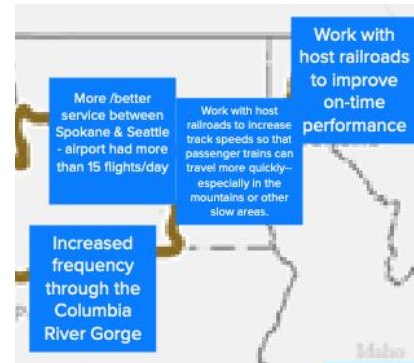 Work with
host railroads
to improve
on-time
performance
More /better
service between
Spokane & Seattle
- airport had more
than 15 flights/day
Work with host
railroads to increase
track speeds so that
passenger trains can
travel more quickly--
especially in the
mountains or other
slow areas.
Increased
frequency
through the
Columbia
River Gorge
Idaho